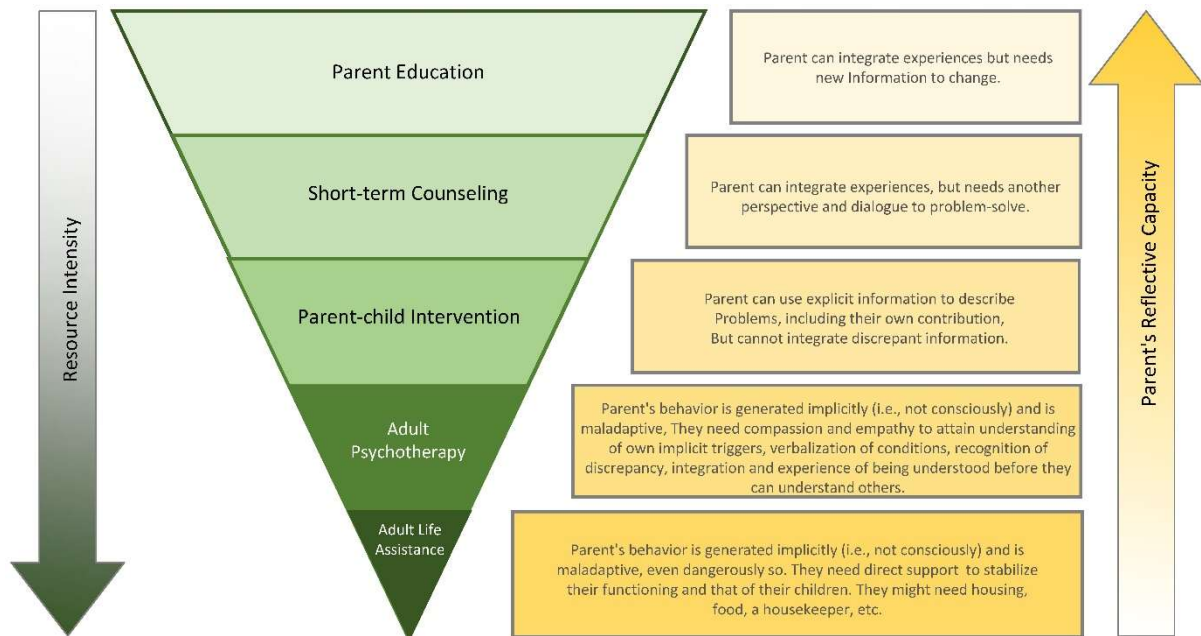 Resource Intensity
Parent Education
Parent can integrate experiences but needs
new Information to change.
Short-term Counseling
Parent can integrate experiences, but needs another
perspective and dialogue to problem-solve.
Parent-child Intervention
Parent can use explicit information to describe
Problems, including their own contribution,
But cannot integrate discrepant information.
Adult
Psychotherapy
Parent's behavior is generated implicitly (i.e., not consciously) and is
maladaptive, They need compassion and empathy to attain understanding
of own implicit triggers, verbalization of conditions, recognition of
discrepancy, integration and experience of being understood before they
can understand others.
Adult Life
Assistance
Parent's behavior is generated implicitly (i.e., not consciously) and is
maladaptive, even dangerously so. They need direct support to stabilize
their functioning and that of their children. They might need housing,
food, a housekeeper, etc.
Parent's Reflective Capacity